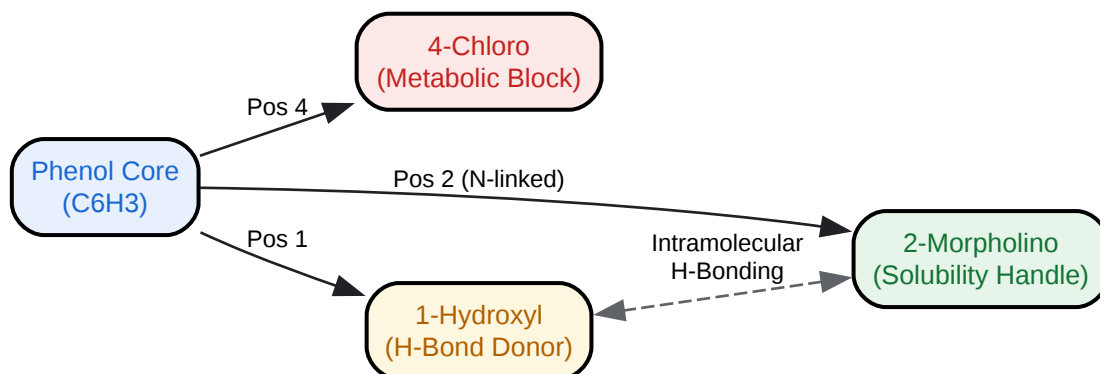 4-Chloro
(Metabolic Block)
Pos 4
Phenol Core
(C6H3)
Pos 2 (N-linked)
Pos 1
Intramolecular
H-Bonding
2-Morpholino
(Solubility Handle)
1-Hydroxyl
(H-Bond Donor)